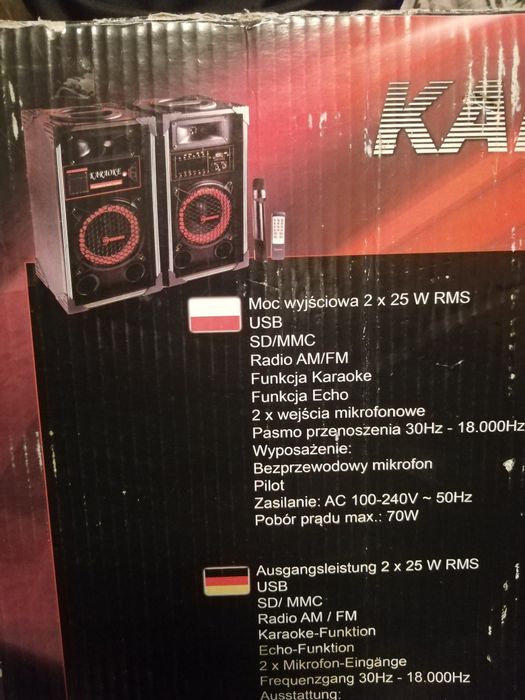 KA
KARAOKE
Moc wyjściowa 2 x 25 W RMS
USB
SD/MMC
Radio AM/FM
Funkcja Karaoke
Funkcja Echo
2 x wejścia mikrofonowe
Pasmo przenoszenia 30Hz - 18.000Hz
Wyposażenie:
Bezprzewodowy mikrofon
Pilot
Zasilanie: AC 100-240V ~ 50Hz
Pobór prądu max.: 70W
Ausgangsleistung 2 x 25 W RMS
USB
SD/ MMC
Radio AM / FM
Karaoke-Funktion
Echo-Funktion
2 x Mikrofon-Eingänge
Frequenzgang 30Hz - 18.000Hz
Ausstattung: